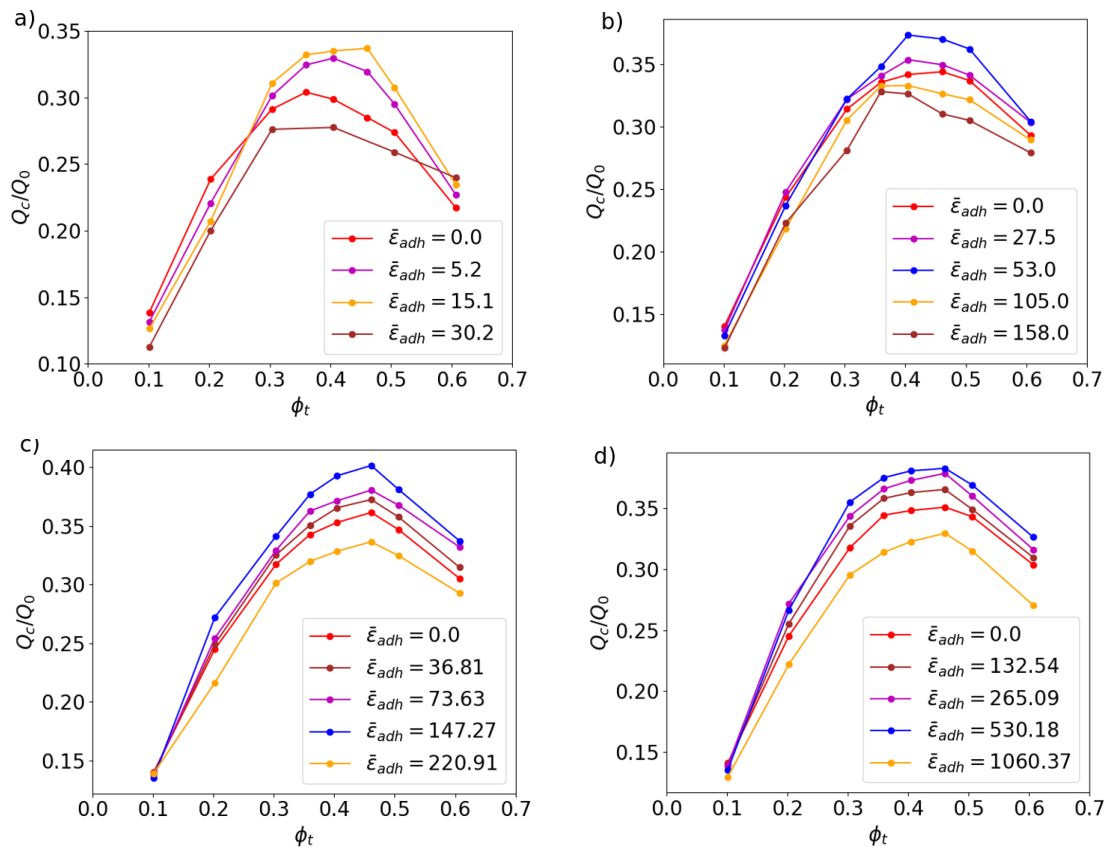 a)
0.35
0.30
0.25
0.20
0.15
0.10
Q_c/Q_0
0.0 0.1 0.2 0.3 0.4 0.5 0.6 0.7
ϕ_t
ε̄_adh = 0.0
ε̄_adh = 5.2
ε̄_adh = 15.1
ε̄_adh = 30.2
b)
0.35
0.30
0.25
0.20
0.15
Q_c/Q_0
0.0 0.1 0.2 0.3 0.4 0.5 0.6 0.7
ϕ_t
ε̄_adh = 0.0
ε̄_adh = 27.5
ε̄_adh = 53.0
ε̄_adh = 105.0
ε̄_adh = 158.0
c)
0.40
0.35
0.30
0.25
0.20
0.15
Q_c/Q_0
0.0 0.1 0.2 0.3 0.4 0.5 0.6 0.7
ϕ_t
ε̄_adh = 0.0
ε̄_adh = 36.81
ε̄_adh = 73.63
ε̄_adh = 147.27
ε̄_adh = 220.91
d)
0.35
0.30
0.25
0.20
0.15
Q_c/Q_0
0.0 0.1 0.2 0.3 0.4 0.5 0.6 0.7
ϕ_t
ε̄_adh = 0.0
ε̄_adh = 132.54
ε̄_adh = 265.09
ε̄_adh = 530.18
ε̄_adh = 1060.37